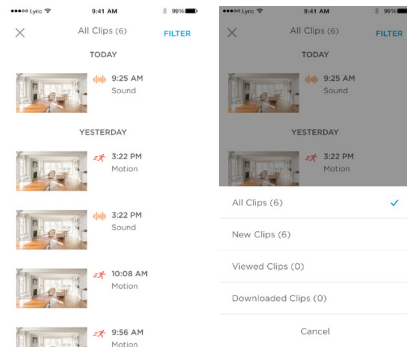 Lyric 9:41 AM 99%
All Clips (6) FILTER
TODAY
9:25 AM
Sound
YESTERDAY
3:22 PM
Motion
3:22 PM
Sound
10:08 AM
Motion
9:56 AM
Motion
Lyric 9:41 AM 99%
All Clips (6) FILTER
TODAY
9:25 AM
Sound
YESTERDAY
3:22 PM
Motion
All Clips (6)
New Clips (6)
Viewed Clips (0)
Downloaded Clips (0)
Cancel